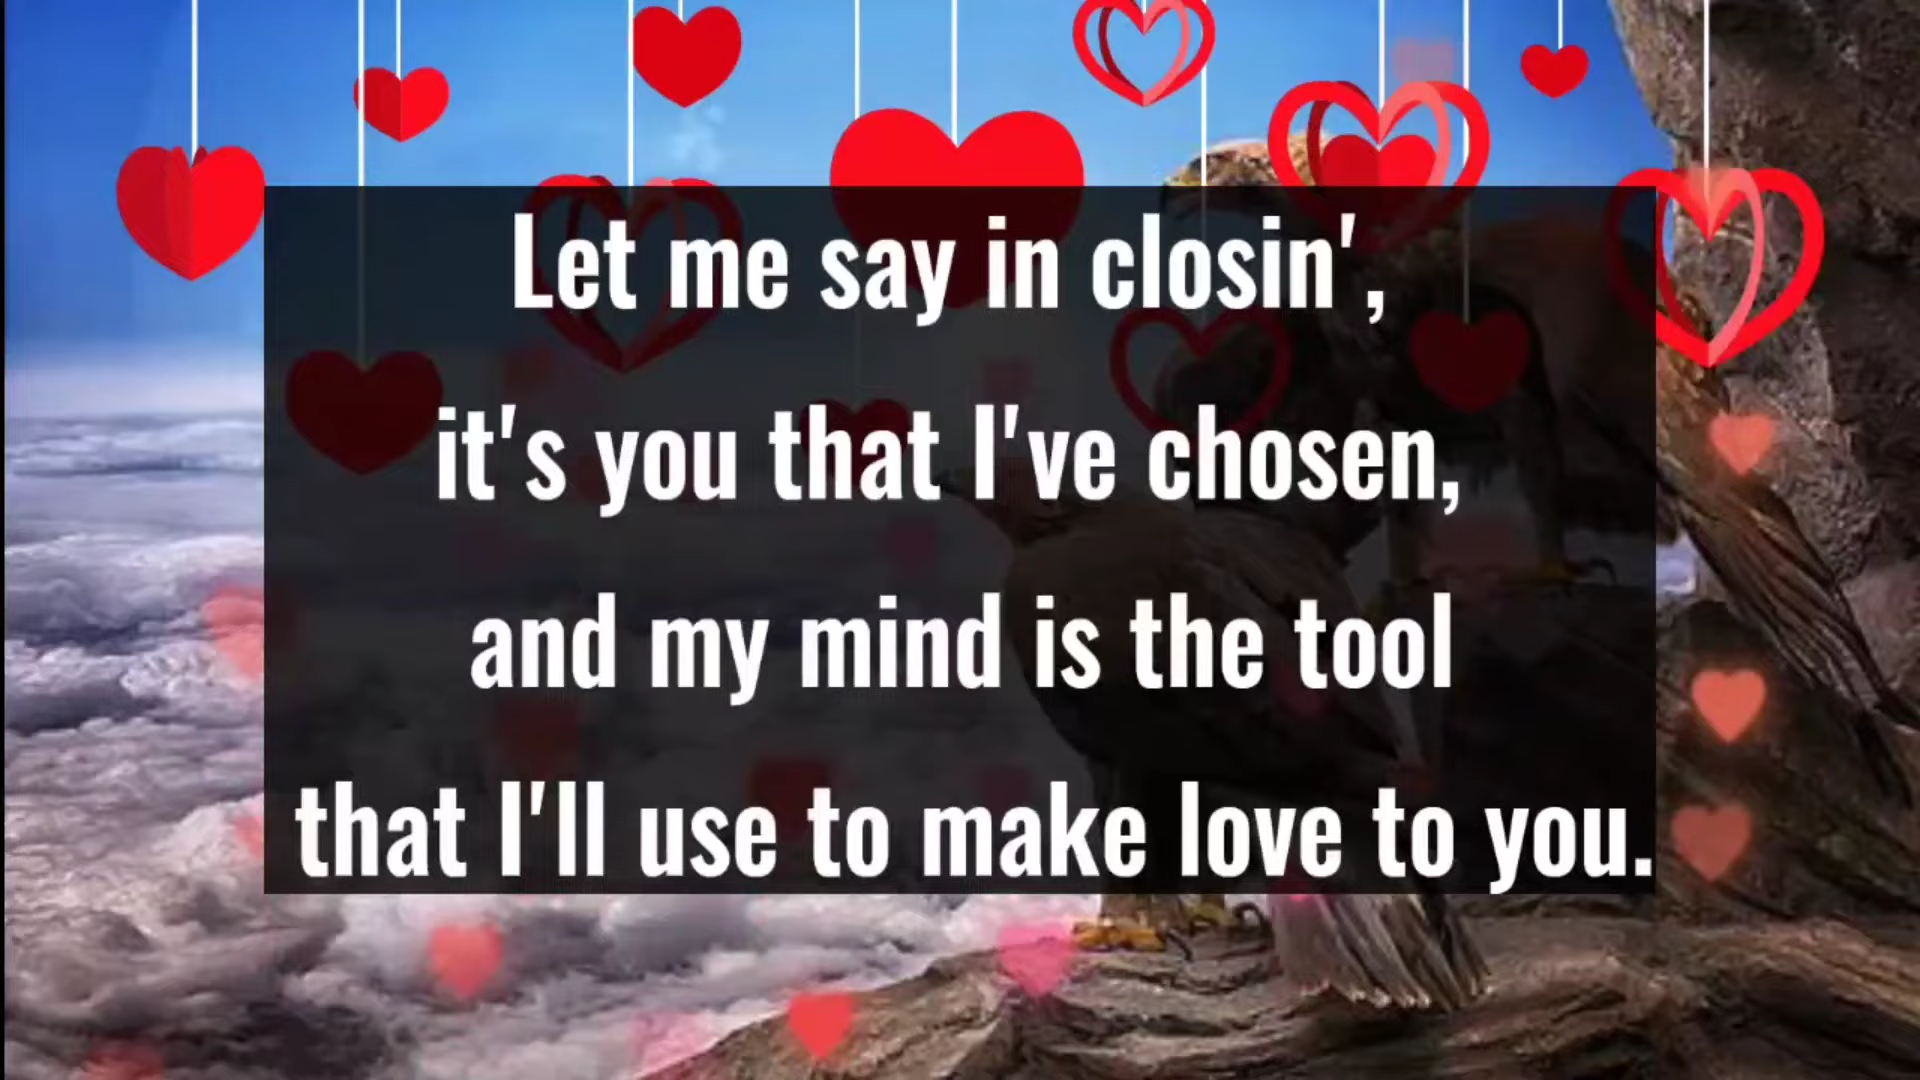 Let me say in closin',
it's you that I've chosen,
and my mind is the tool
that I'll use to make love to you.